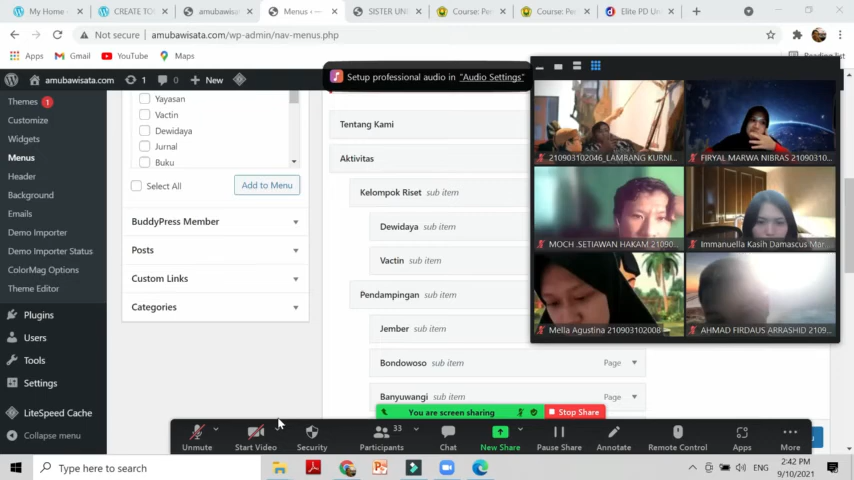 My Home
CREATE TO
amubawisata
Menus ‹
SISTER UN
Course: Per
Course: Per
Elite PD U
Not secure
amubawisata.com/wp-admin/nav-menus.php
Apps
Gmail
YouTube
Maps
Reading list
amubawisata.com
1
0
+ New
Setup professional audio in "Audio Settings"
Themes 1
Customize
Widgets
Menus
Header
Background
Emails
Demo Importer
Demo Importer Status
ColorMag Options
Theme Editor
Plugins
Users
Tools
Settings
LiteSpeed Cache
Collapse menu
Yayasan
Vactin
Dewidaya
Jurnal
Buku
Select All
Add to Menu
BuddyPress Member
Posts
Custom Links
Categories
Tentang Kami
Aktivitas
Kelompok Riset sub item
Dewidaya sub item
Vactin sub item
Pendampingan sub item
Jember sub item
Bondowoso sub item
Page
Banyuwangi sub item
Page
210903102046_LAMBANG KURNI...
FIRYAL MARWA NIBRAS 21090310...
MOCH .SETIAWAN HAKAM 21090...
Immanuella Kasih Damascus Mar...
Mella Agustina 210903102008
AHMAD FIRDAUS ARRASHID 2109...
You are screen sharing
Stop Share
Unmute
Start Video
Security
Participants
33
Chat
New Share
Pause Share
Annotate
Remote Control
Apps
More
Type here to search
ENG
2:42 PM
9/10/2021